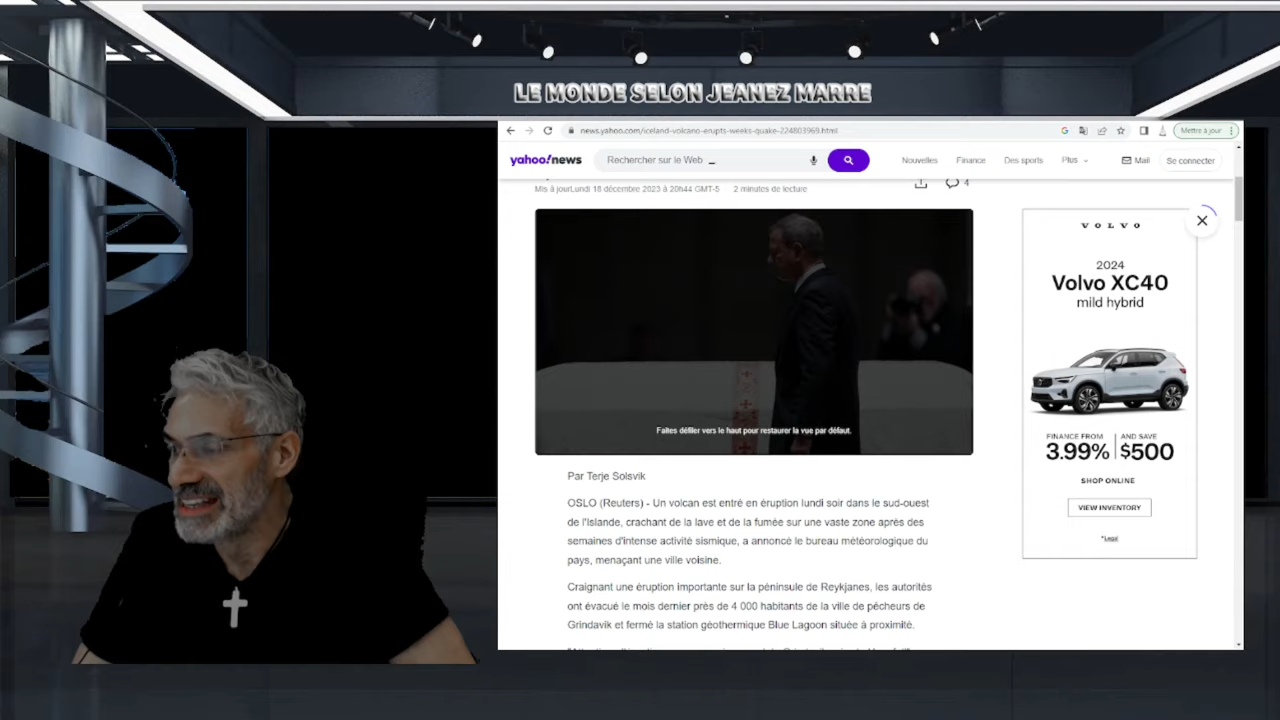 LE MONDE SELON JEANEZ MARRE
news.yahoo.com/iceland-volcano-erupts-weeks-quake-224803969.html
Mettre à jour
yahoo!news
Rechercher sur le Web
Nouvelles
Finance
Des sports
Plus
Mail
Se connecter
Mis à jourLundi 18 décembre 2023 à 20h44 GMT-5
2 minutes de lecture
4
Faites défiler vers le haut pour restaurer la vue par défaut.
Par Terje Solsvik
OSLO (Reuters) - Un volcan est entré en éruption lundi soir dans le sud-ouest
de l'Islande, crachant de la lave et de la fumée sur une vaste zone après des
semaines d'intense activité sismique, a annoncé le bureau météorologique du
pays, menaçant une ville voisine.
Craignant une éruption importante sur la péninsule de Reykjanes, les autorités
ont évacué le mois dernier près de 4 000 habitants de la ville de pêcheurs de
Grindavik et fermé la station géothermique Blue Lagoon située à proximité.
VOLVO
2024
Volvo XC40
mild hybrid
FINANCE FROM
3.99%
AND SAVE
$500
SHOP ONLINE
VIEW INVENTORY
*Legal